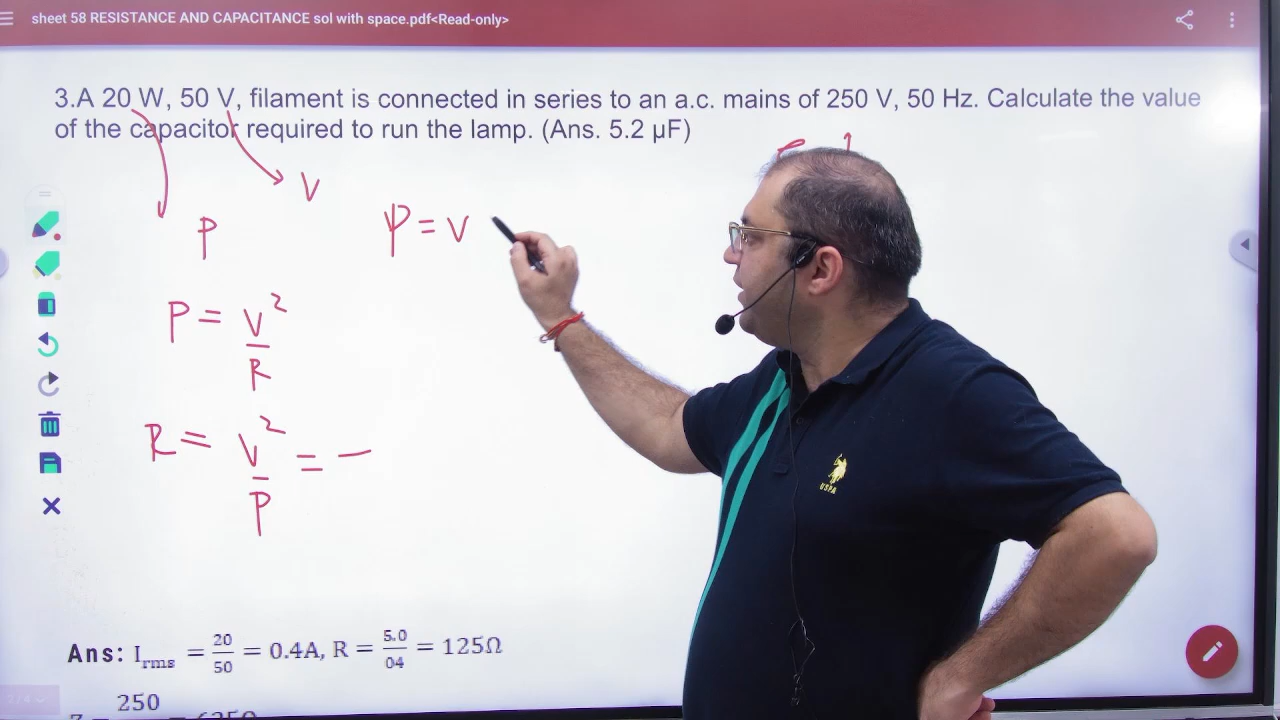 sheet 58 RESISTANCE AND CAPACITANCE sol with space.pdf<Read-only>
3.A 20 W, 50 V, filament is connected in series to an a.c. mains of 250 V, 50 Hz. Calculate the value
of the capacitor required to run the lamp. (Ans. 5.2 µF)
V
P
P = V
P = V²/R
R = V²/P = —
USPA
Ans: I_rms = 20/50 = 0.4A, R = 5.0/04 = 125Ω
250